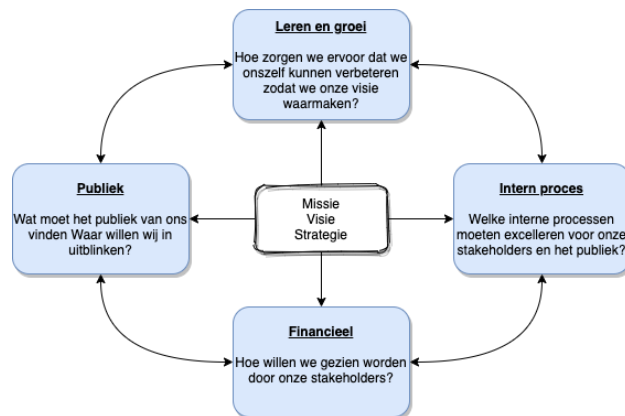 Leren en groei
Hoe zorgen we ervoor dat we
onszelf kunnen verbeteren
zodat we onze visie
waarmaken?
Publiek
Wat moet het publiek van ons
vinden Waar willen wij in
uitblinken?
Missie
Visie
Strategie
Intern proces
Welke interne processen
moeten excelleren voor onze
stakeholders en het publiek?
Financieel
Hoe willen we gezien worden
door onze stakeholders?